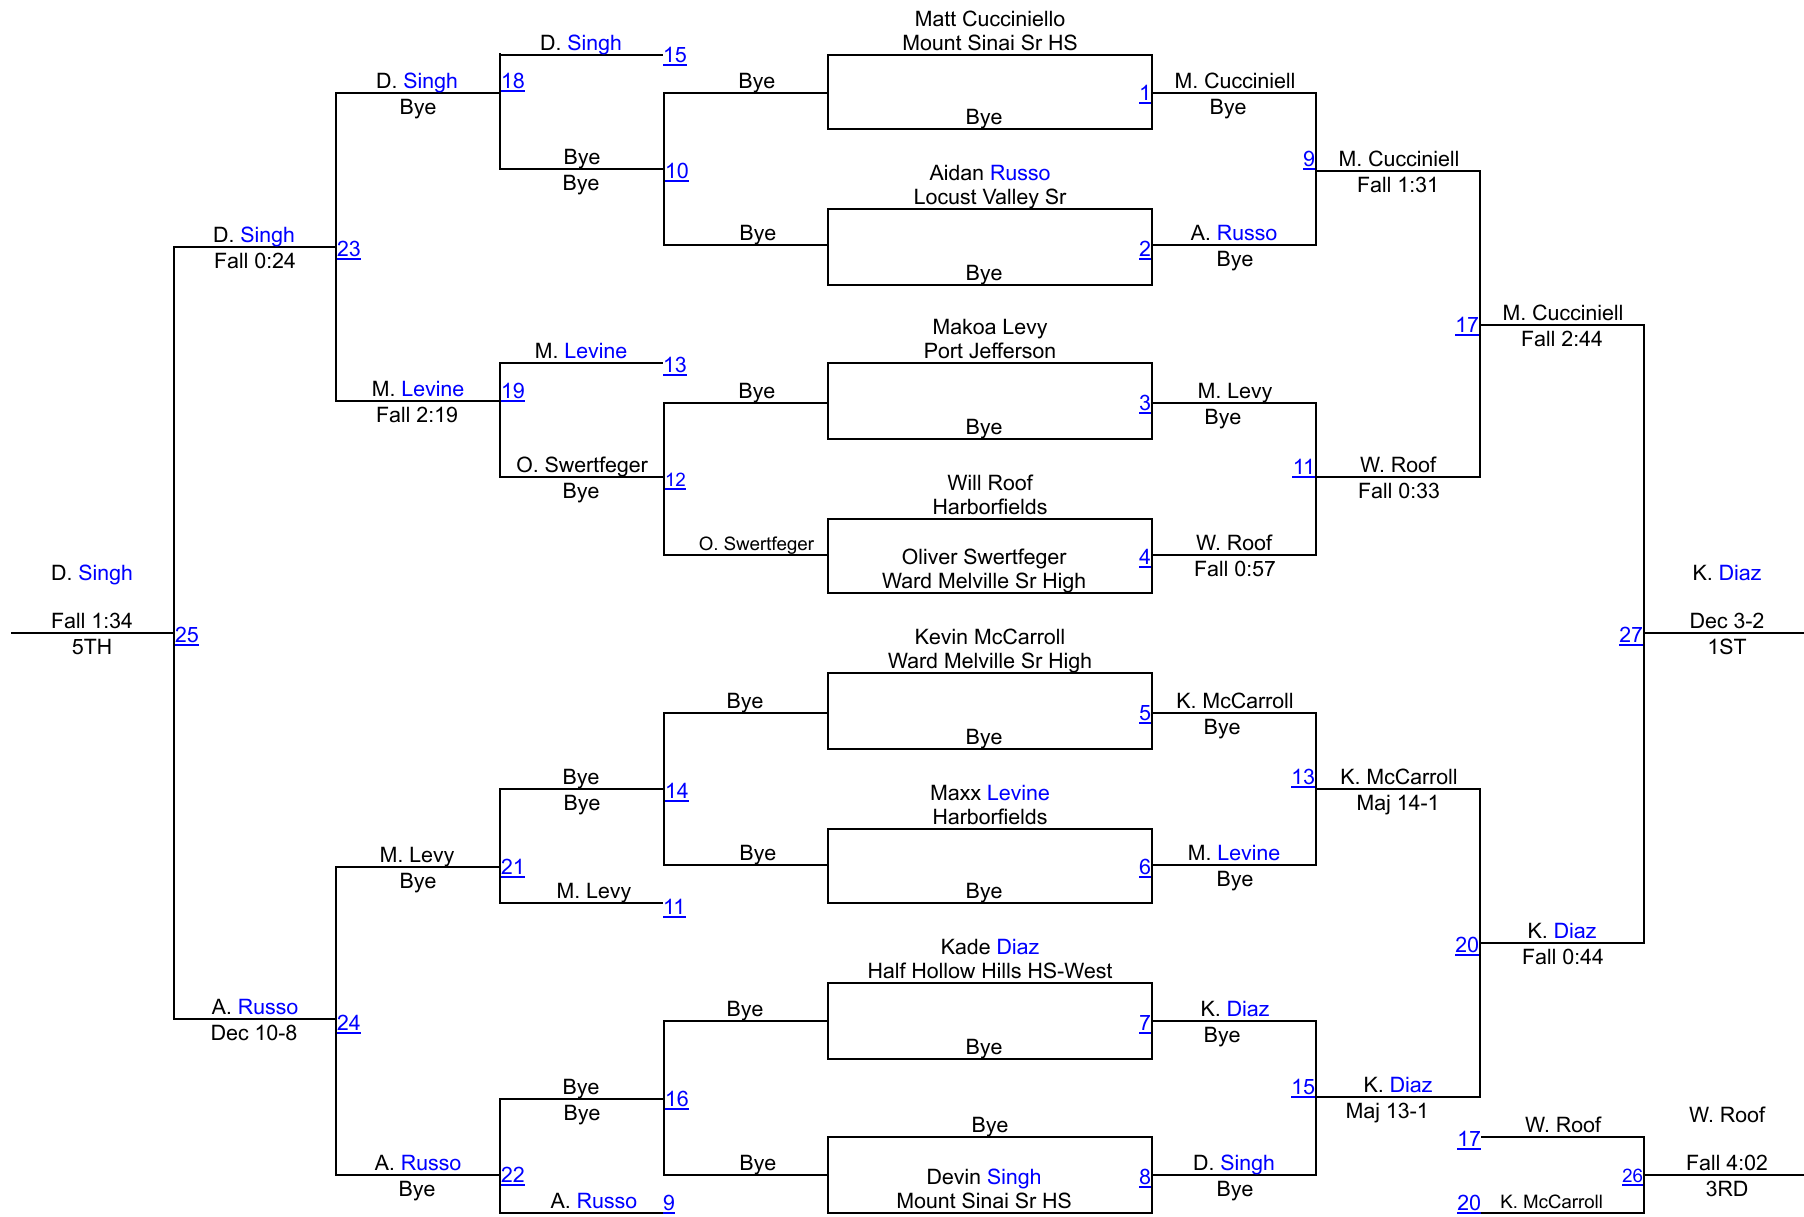 Matt Cucciniello
Mount Sinai Sr HS
D. Singh
15
D. Singh
18
Bye
1
M. Cucciniell
Bye
Bye
Bye
Bye
10
Bye
Aidan Russo
Locust Valley Sr
9
M. Cucciniell
Fall 1:31
D. Singh
23
Fall 0:24
Bye
2
A. Russo
Bye
Bye
Makoa Levy
Port Jefferson
17
M. Cucciniell
Fall 2:44
M. Levine
13
M. Levine
19
Fall 2:19
Bye
3
M. Levy
Bye
Bye
O. Swertfeger
12
Bye
Will Roof
Harborfields
11
W. Roof
Fall 0:33
O. Swertfeger
Oliver Swertfeger
Ward Melville Sr High
4
W. Roof
Fall 0:57
D. Singh
Fall 1:34
25
5TH
Kevin McCarroll
Ward Melville Sr High
K. Diaz
27
Dec 3-2
1ST
Bye
5
K. McCarroll
Bye
Bye
Bye
14
Bye
Maxx Levine
Harborfields
13
K. McCarroll
Maj 14-1
M. Levy
21
Bye
Bye
6
M. Levine
Bye
Bye
M. Levy
11
Kade Diaz
Half Hollow Hills HS-West
20
K. Diaz
Fall 0:44
A. Russo
24
Dec 10-8
Bye
7
K. Diaz
Bye
Bye
Bye
16
Bye
Bye
15
K. Diaz
Maj 13-1
A. Russo
22
Bye
Bye
Devin Singh
Mount Sinai Sr HS
8
D. Singh
Bye
A. Russo
9
17
W. Roof
W. Roof
26
Fall 4:02
3RD
20
K. McCarroll